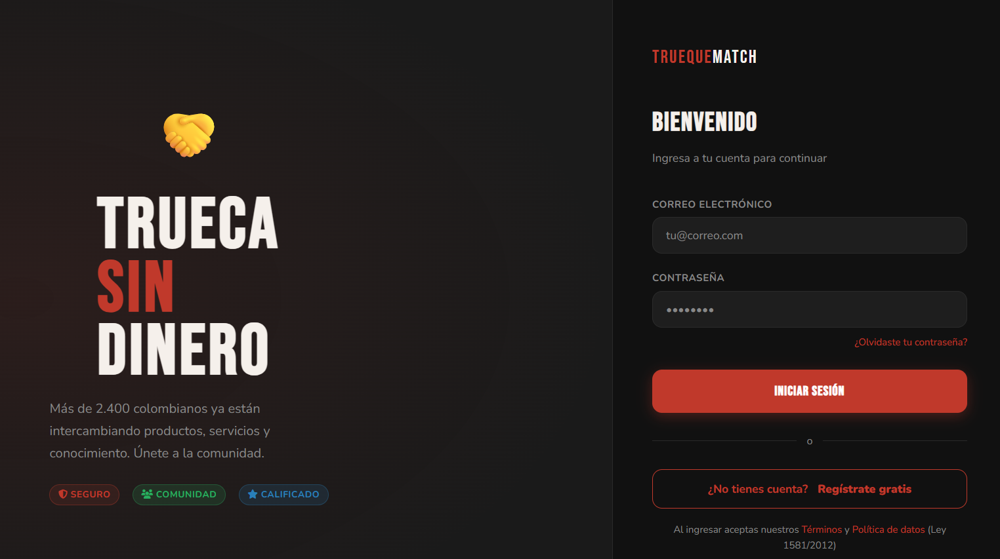 TRUECA
SIN
DINERO
Más de 2.400 colombianos ya están
intercambiando productos, servicios y
conocimiento. Únete a la comunidad.
SEGURO
COMUNIDAD
CALIFICADO
TRUEQUEMATCH
BIENVENIDO
Ingresa a tu cuenta para continuar
CORREO ELECTRÓNICO
tu@correo.com
CONTRASEÑA
••••••••
¿Olvidaste tu contraseña?
INICIAR SESIÓN
o
¿No tienes cuenta? Regístrate gratis
Al ingresar aceptas nuestros Términos y Política de datos (Ley
1581/2012)